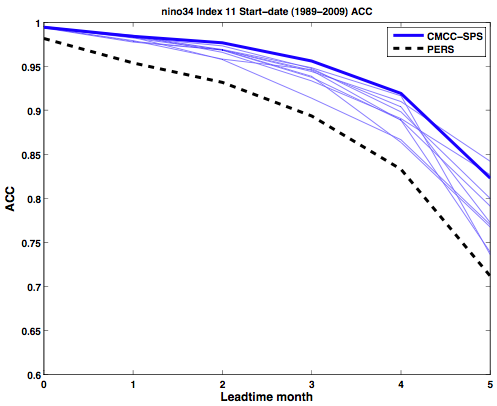 nino34 Index 11 Start−date (1989−2009) ACC
CMCC−SPS
PERS
1
0.95
0.9
0.85
0.8
0.75
0.7
0.65
0.6
ACC
0 1 2 3 4 5
Leadtime month